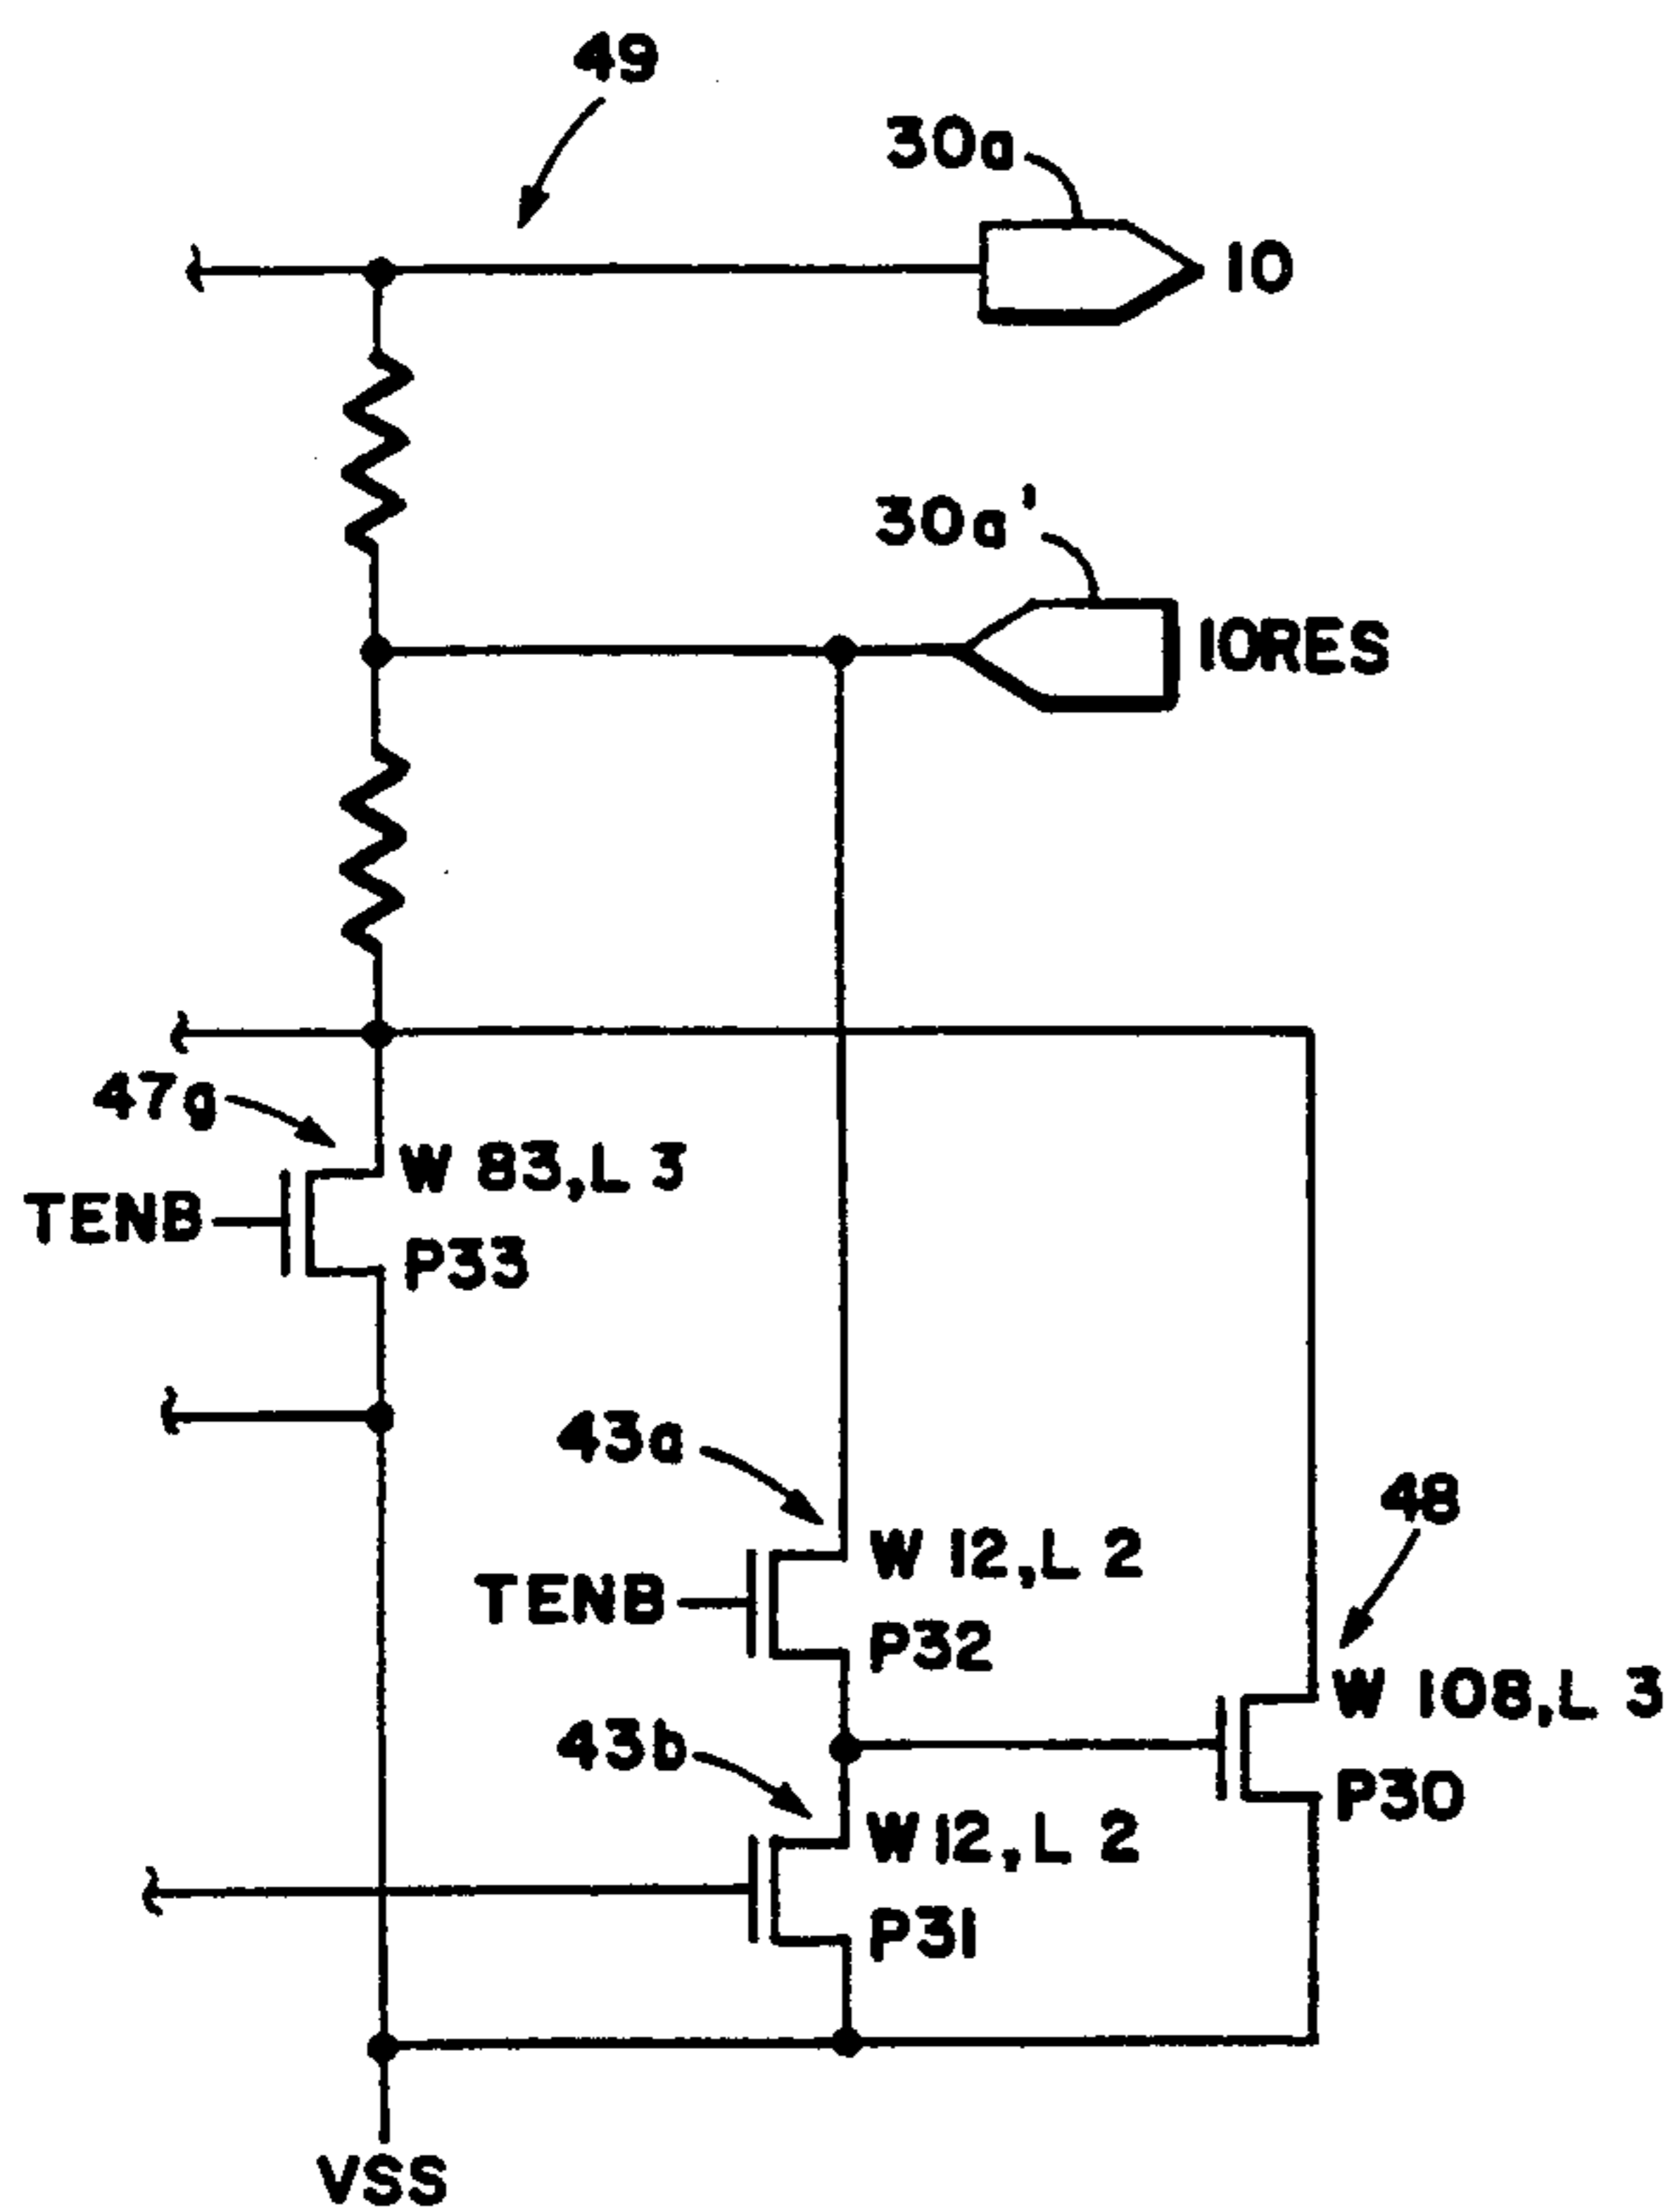 49
30a
IO
30a'
IORES
47g
W 83,L 3
TENB
P33
43a
48
W 12,L 2
TENB
P32
W 108,L 3
43b
P30
W 12,L 2
P31
VSS